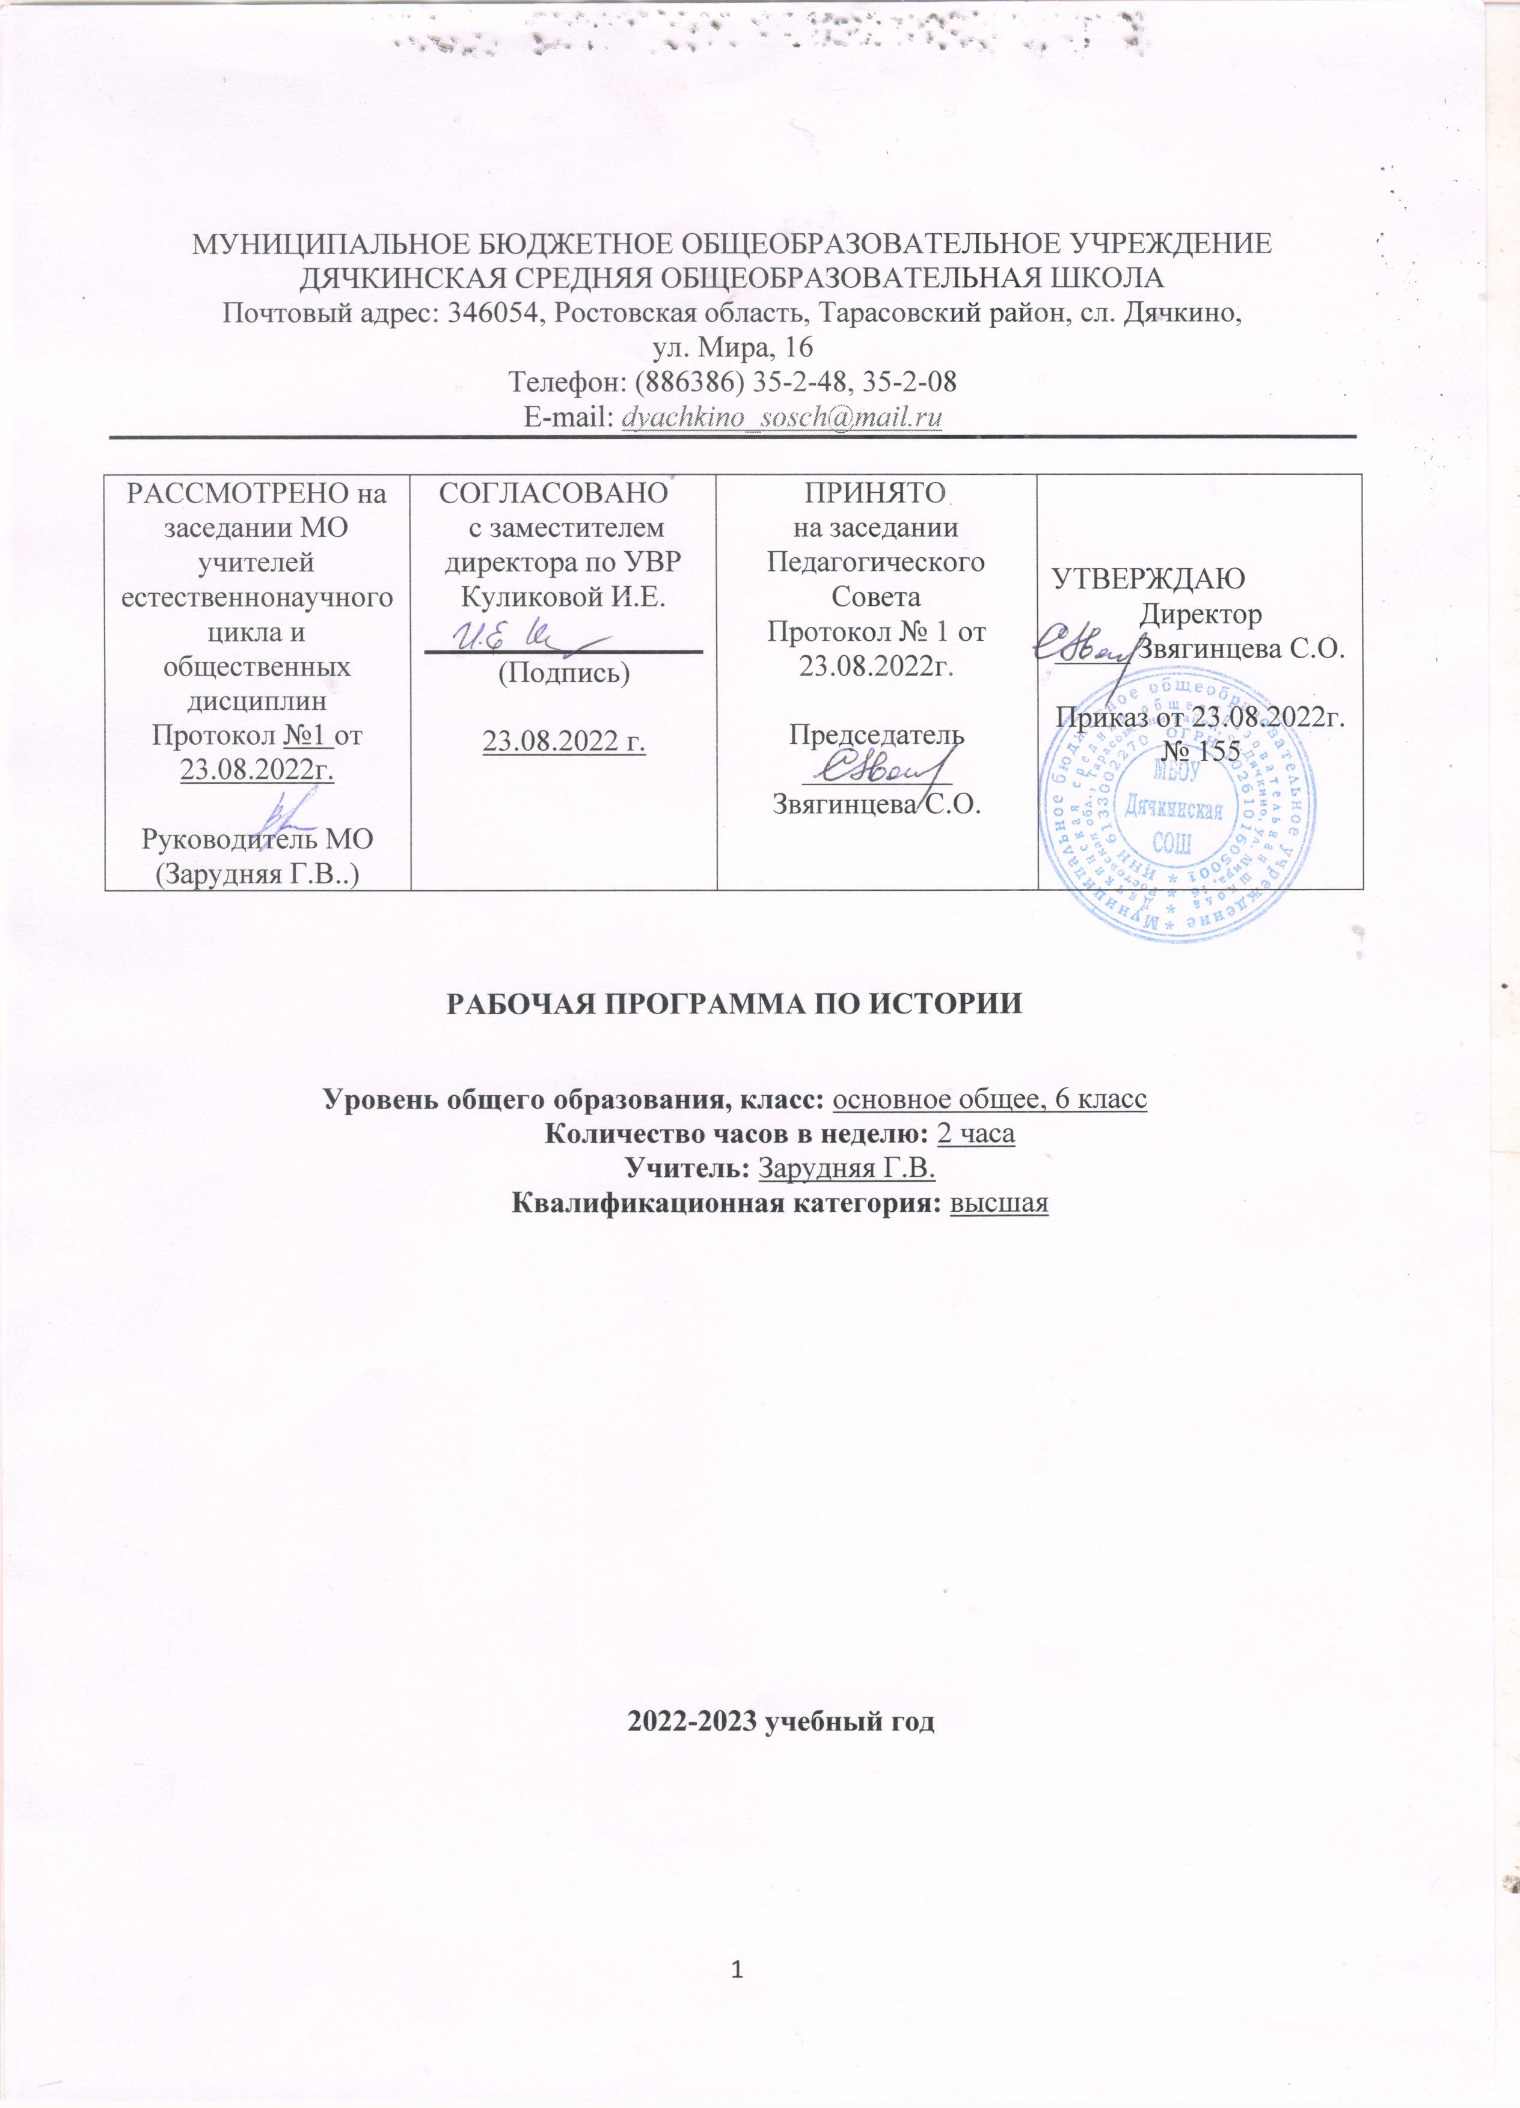 МУНИЦИПАЛЬНОЕ БЮДЖЕТНОЕ ОБЩЕОБРАЗОВАТЕЛЬНОЕ УЧРЕЖДЕНИЕ
ДЯЧКИНСКАЯ СРЕДНЯЯ ОБЩЕОБРАЗОВАТЕЛЬНАЯ ШКОЛА
Почтовый адрес: 346054, Ростовская область, Тарасовский район, сл. Дячкино,
ул. Мира, 16
Телефон: (886386) 35-2-48, 35-2-08
E-mail: dyachkino_sosch@mail.ru
РАССМОТРЕНО на
заседании МО
учителей
естественнонаучного
цикла и
общественных
дисциплин
Протокол №1 от
23.08.2022г.
Руководитель МО
(Зарудняя Г.В..)
СОГЛАСОВАНО
с заместителем
директора по УВР
Куликовой И.Е.
(Подпись)
23.08.2022 г.
ПРИНЯТО
на заседании
Педагогического
Совета
Протокол № 1 от
23.08.2022г.
Председатель
Звягинцева С.О.
УТВЕРЖДАЮ
Директор
Звягинцева С.О.
Приказ от 23.08.2022г.
№ 155
МБОУ
Дячкинская
СОШ
РАБОЧАЯ ПРОГРАММА ПО ИСТОРИИ
Уровень общего образования, класс: основное общее, 6 класс
Количество часов в неделю: 2 часа
Учитель: Зарудняя Г.В.
Квалификационная категория: высшая
2022-2023 учебный год
1